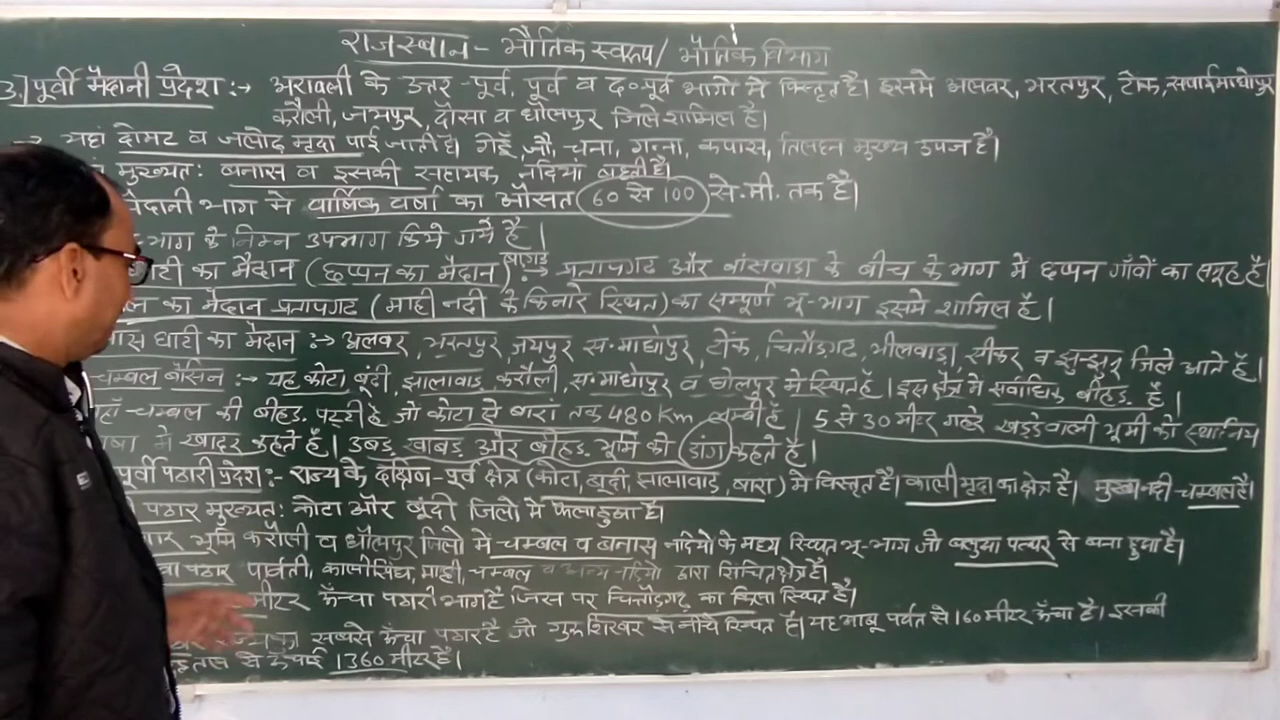 राजस्थान - भौतिक स्वरूप / भौतिक विभाग
3.] पूर्वी मैदानी प्रदेश :→ अरावली के उत्तर-पूर्व, पूर्व व द०पूर्व भागो में विस्तृत है। इसमे अलवर, भरतपुर, टोंक, सवाईमाधोपुर
करौली, जयपुर, दौसा व धौलपुर जिले शामिल है।
→ यहां दोमट व जलोढ़ मृदा पाई जाती है। गेहूँ, जौ, चना, गन्ना, कपास, तिलहन मुख्य उपज है।
मुख्यत: बनास व इसकी सहायक नदियां बहती है।
मैदानी भाग मे वार्षिक वर्षा का औसत 60 से 100 से.मी. तक है।
भाग के निम्न उपभाग किये गये है।
का मैदान (छप्पन का मैदान) बागड़ :→ प्रतापगढ और बांसवाडा के बीच के भाग में छप्पन गाँवों का समूह है।
का मैदान प्रतापगढ (माही नदी के किनारे स्थित) का सम्पूर्ण भू-भाग इसमे शामिल है।
घाटी का मैदान :→ अलवर, भरतपुर, जयपुर स.माधोपुर, टोंक, चित्तौड़गढ, भीलवाड़ा, सीकर व झुन्झुनू जिले आते हैं।
चम्बल बेसिन :→ यह कोटा, बूंदी, झालावाड़, करौली, स.माधोपुर व धोलपुर मे स्थित है। इस क्षेत्र मे सर्वाधिक बीहड़ है।
चम्बल की बीहड़ पट्टी है जो कोटा से बारां तक 480 Km लम्बी है। 5 से 30 मीटर गहरे खड्डे वाली भूमी को स्थानिय
मे खादर कहते है। उबड़ खाबड़ और बीहड़ भूमि को डांग कहते है।
पूर्वी पठारी प्रदेश :- राज्य के दक्षिण-पूर्व क्षेत्र (कोटा, बूंदी, झालावाड़, बारा) मे विस्तृत है। काली मृदा का क्षेत्र है। मुख्य नदी चम्बल है।
पठार मुख्यत: कोटा और बूंदी जिलो मे फैला हुआ है।
भूमि करौली व धौलपुर जिलो में चम्बल व बनास नदियो के मध्य स्थित भू-भाग जो बलुआ पत्थर से बना हुआ है।
पठार पार्वती, कालीसिंध, माही, चम्बल व अन्य नदियो द्वारा सिंचित क्षेत्र है।
मीटर ऊँचा पठारी भाग है जिस पर चित्तौड़गढ़ का किला स्थित है।
सबसे ऊँचा पठार है जो गुरूशिखर से नीचे स्थित है। यह आबू पर्वत से 160 मीटर ऊँचा है। इसकी
से ऊंचाई 1360 मीटर है।